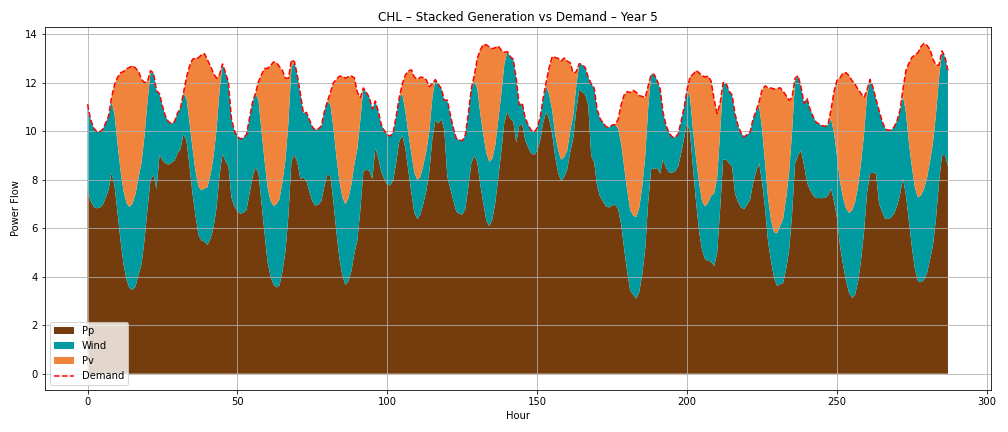 CHL – Stacked Generation vs Demand – Year 5
Power Flow
14
12
10
8
6
4
2
0
Pp
Wind
Pv
Demand
0 50 100 150 200 250 300
Hour